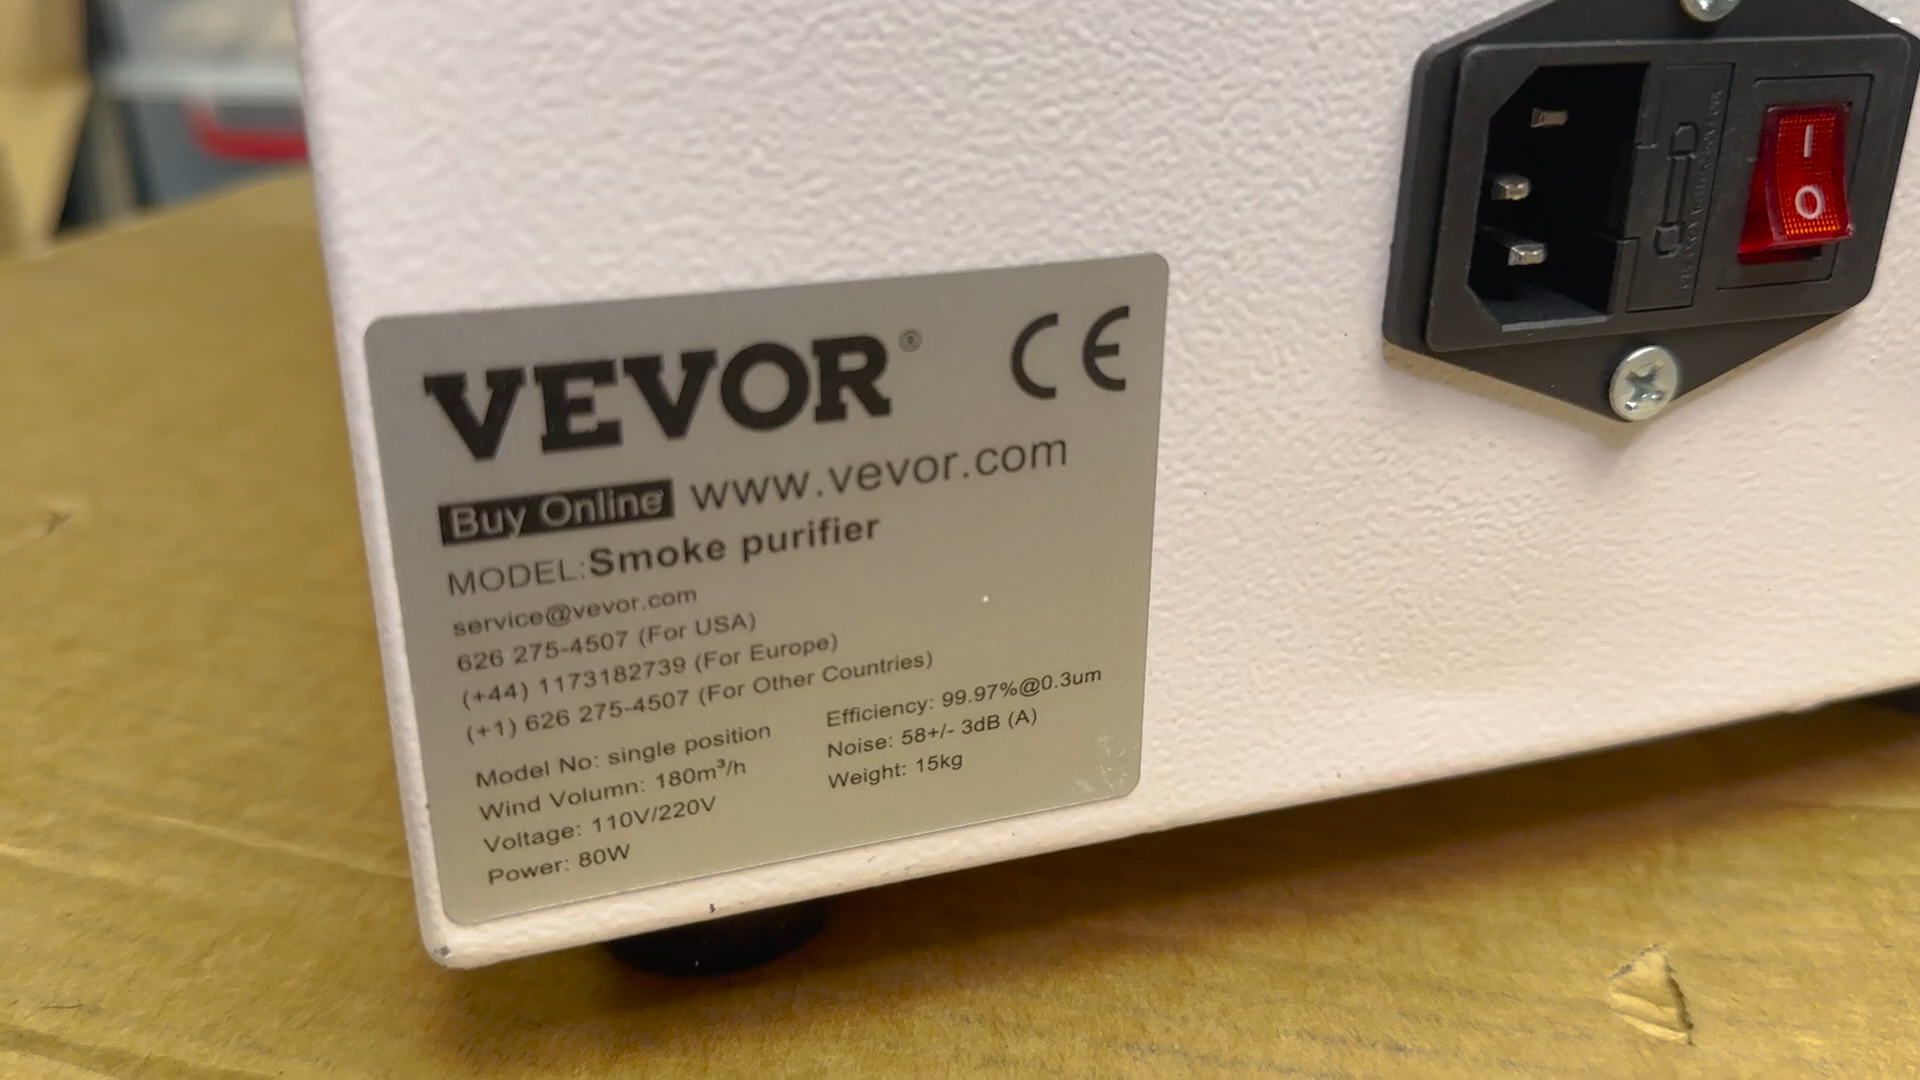 VEVOR®
CE
Buy Online www.vevor.com
MODEL:Smoke purifier
service@vevor.com
626 275-4507 (For USA)
(+44) 1173182739 (For Europe)
(+1) 626 275-4507 (For Other Countries)
Model No: single position
Wind Volumn: 180m³/h
Voltage: 110V/220V
Power: 80W
Efficiency: 99.97%@0.3um
Noise: 58+/- 3dB (A)
Weight: 15kg
I
O